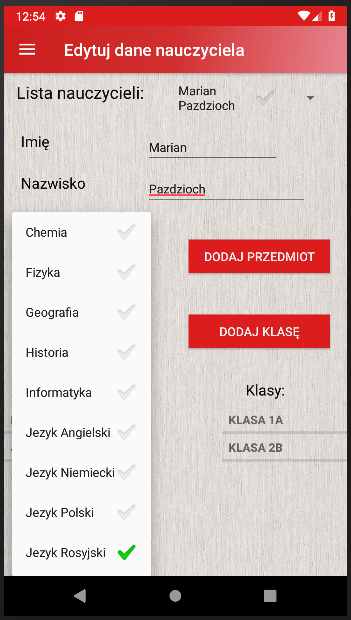 12:54
Edytuj dane nauczyciela
Lista nauczycieli:
Marian
Pazdzioch
Imię
Marian
Nazwisko
Pazdzioch
Chemia
Fizyka
Geografia
Historia
Informatyka
Jezyk Angielski
Jezyk Niemiecki
Jezyk Polski
Jezyk Rosyjski
DODAJ PRZEDMIOT
DODAJ KLASĘ
Klasy:
KLASA 1A
KLASA 2B